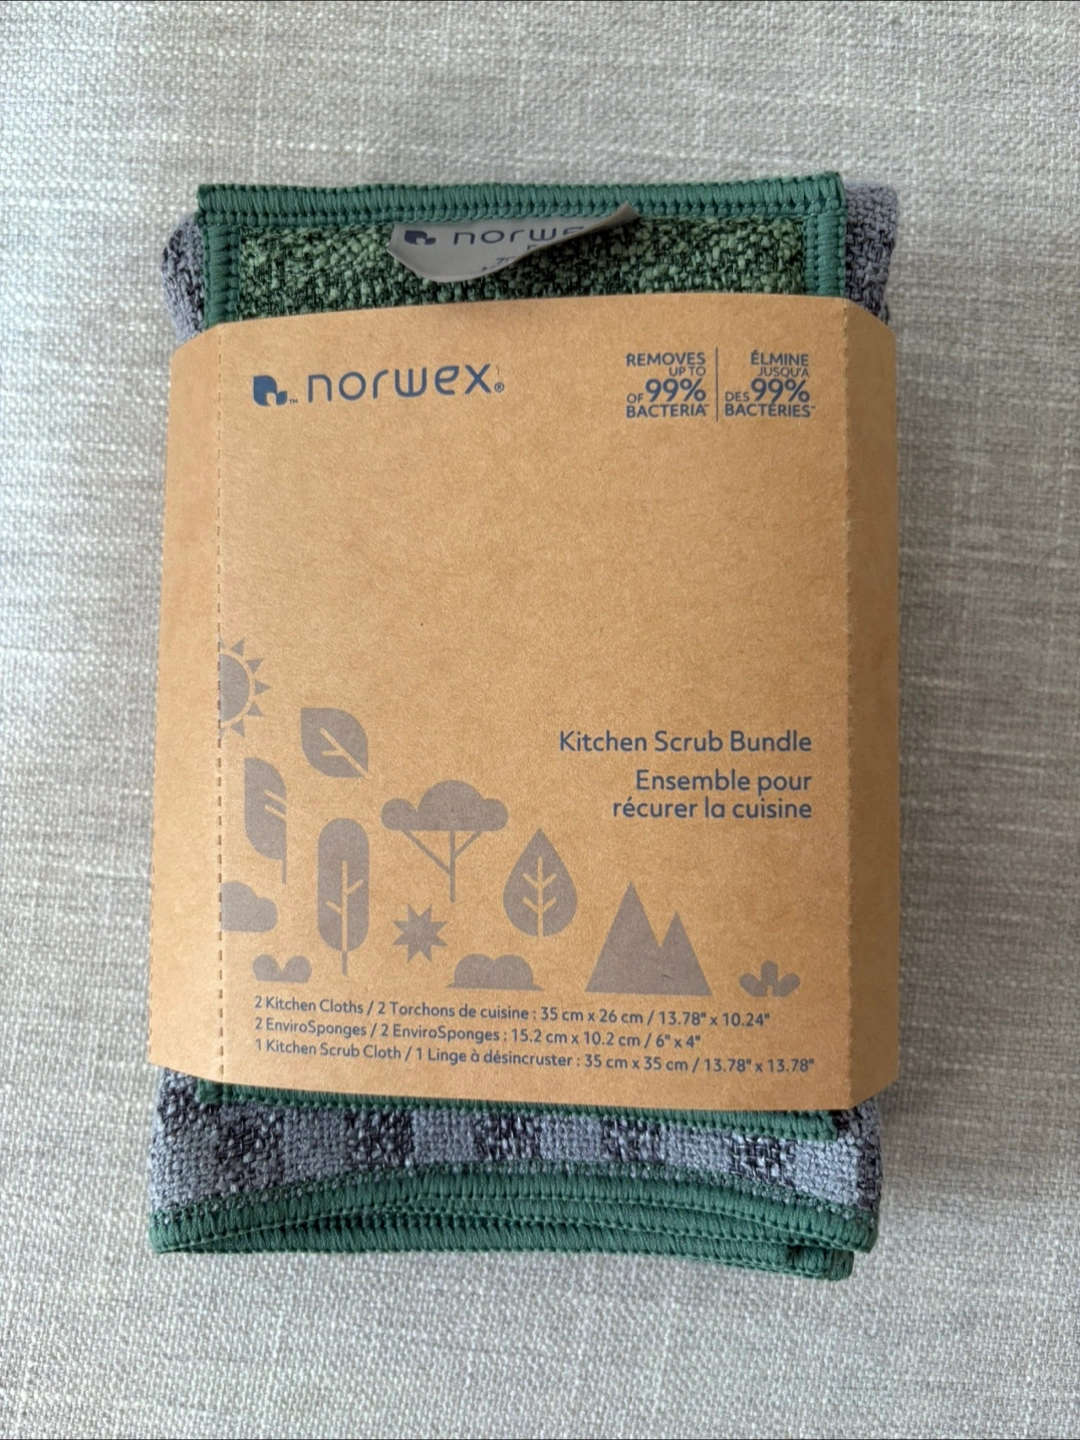 norwe
norwex®
REMOVES
UP TO
OF 99%
BACTERIA
ÉLMINE
JUSQU'À
DES 99%
BACTÉRIES
Kitchen Scrub Bundle
Ensemble pour
récurer la cuisine
2 Kitchen Cloths / 2 Torchons de cuisine : 35 cm x 26 cm / 13.78" x 10.24"
2 EnviroSponges / 2 EnviroSponges : 15.2 cm x 10.2 cm / 6" x 4"
1 Kitchen Scrub Cloth / 1 Linge à désincruster : 35 cm x 35 cm / 13.78" x 13.78"